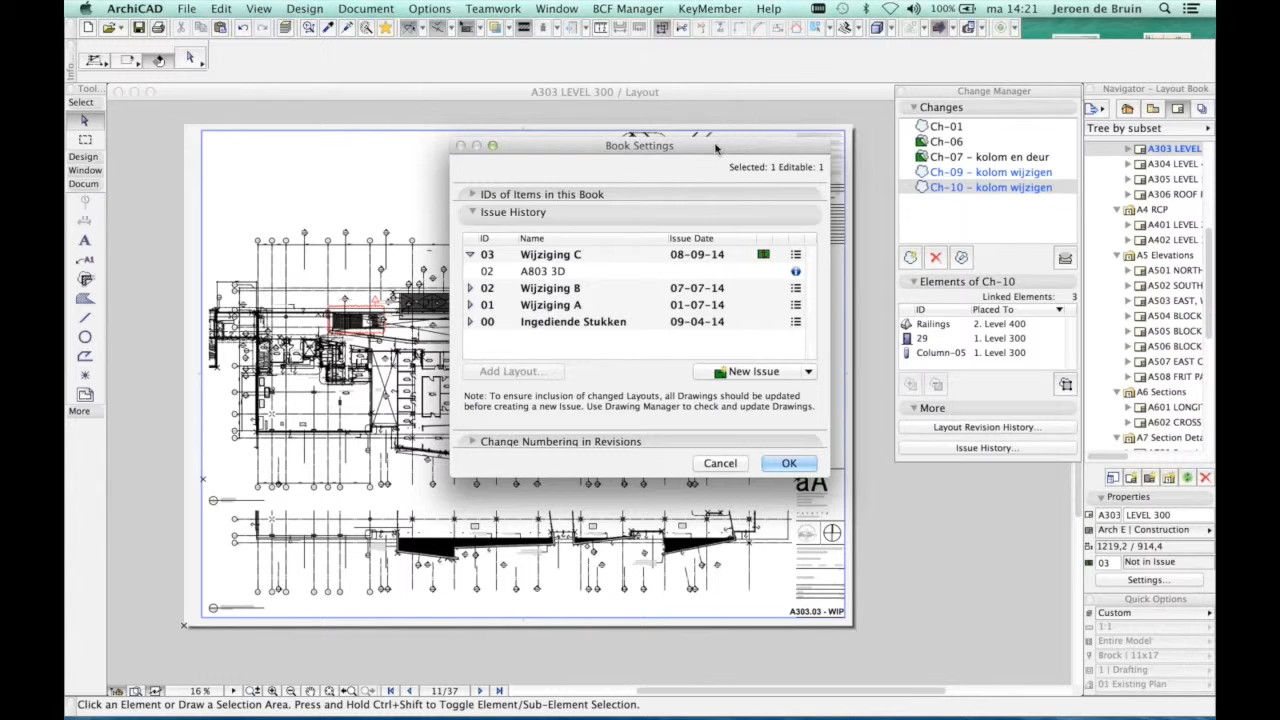 ArchiCAD File Edit View Design Document Options Teamwork Window BCF Manager KeyMember Help 100% ma 14:21 Jeroen de Bruin
Info...
Tool...
Select
Design
Window
Docum
More
A303 LEVEL 300 / Layout
Book Settings
Selected: 1 Editable: 1
IDs of Items in this Book
Issue History
ID Name Issue Date
03 Wijziging C 08-09-14
02 A803 3D
02 Wijziging B 07-07-14
01 Wijziging A 01-07-14
00 Ingediende Stukken 09-04-14
Add Layout...
New Issue
Note: To ensure inclusion of changed Layouts, all Drawings should be updated
before creating a new Issue. Use Drawing Manager to check and update Drawings.
Change Numbering in Revisions
Cancel OK
aA
A303.03 - WIP
Change Manager
Changes
Ch-01
Ch-06
Ch-07 - kolom en deur
Ch-09 - kolom wijzigen
Ch-10 - kolom wijzigen
Elements of Ch-10
Linked Elements: 3
ID Placed To
Railings 2. Level 400
29 1. Level 300
Column-05 1. Level 300
More
Layout Revision History...
Issue History...
Navigator - Layout Book
Tree by subset
A303 LEVEL
A304 LEVEL
A305 LEVEL
A306 ROOF
A4 RCP
A401 LEVEL
A402 LEVEL
A5 Elevations
A501 NORTH
A502 SOUTH
A503 EAST,
A504 BLOCK
A505 BLOCK
A506 BLOCK
A507 EAST C
A508 FRIT PA
A6 Sections
A601 LONGI
A602 CROSS
A7 Section Deta
Properties
A303 LEVEL 300
Arch E | Construction
1219,2 / 914,4
03 Not in Issue
Settings...
Quick Options
Custom
1:1
Entire Model
Brock ( 11x17
1 | Drafting
01 Existing Plan
16 %
11/37
Click an Element or Draw a Selection Area. Press and Hold Ctrl+Shift to Toggle Element/Sub-Element Selection.